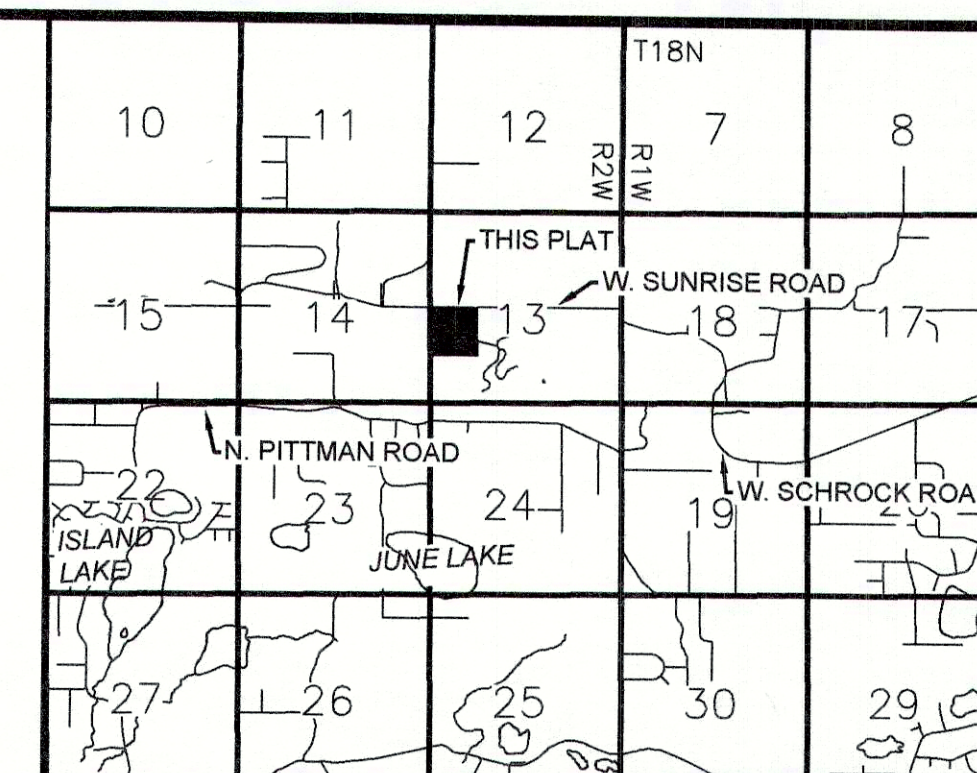 T18N
10
11
12
7
8
R2W
R1W
THIS PLAT
W. SUNRISE ROAD
15
14
13
18
17
N. PITTMAN ROAD
22
23
24
19
W. SCHROCK ROA
ISLAND
LAKE
JUNE LAKE
27
26
25
30
29